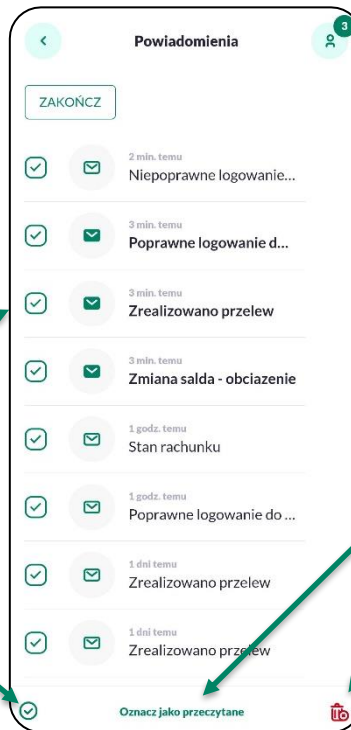 Powiadomienia
3
ZAKOŃCZ
2 min. temu
Niepoprawne logowanie...
3 min. temu
Poprawne logowanie d...
3 min. temu
Zrealizowano przelew
3 min. temu
Zmiana salda - obciazenie
1 godz. temu
Stan rachunku
1 godz. temu
Poprawne logowanie do ...
1 dni temu
Zrealizowano przelew
1 dni temu
Zrealizowano przelew
Oznacz jako przeczytane